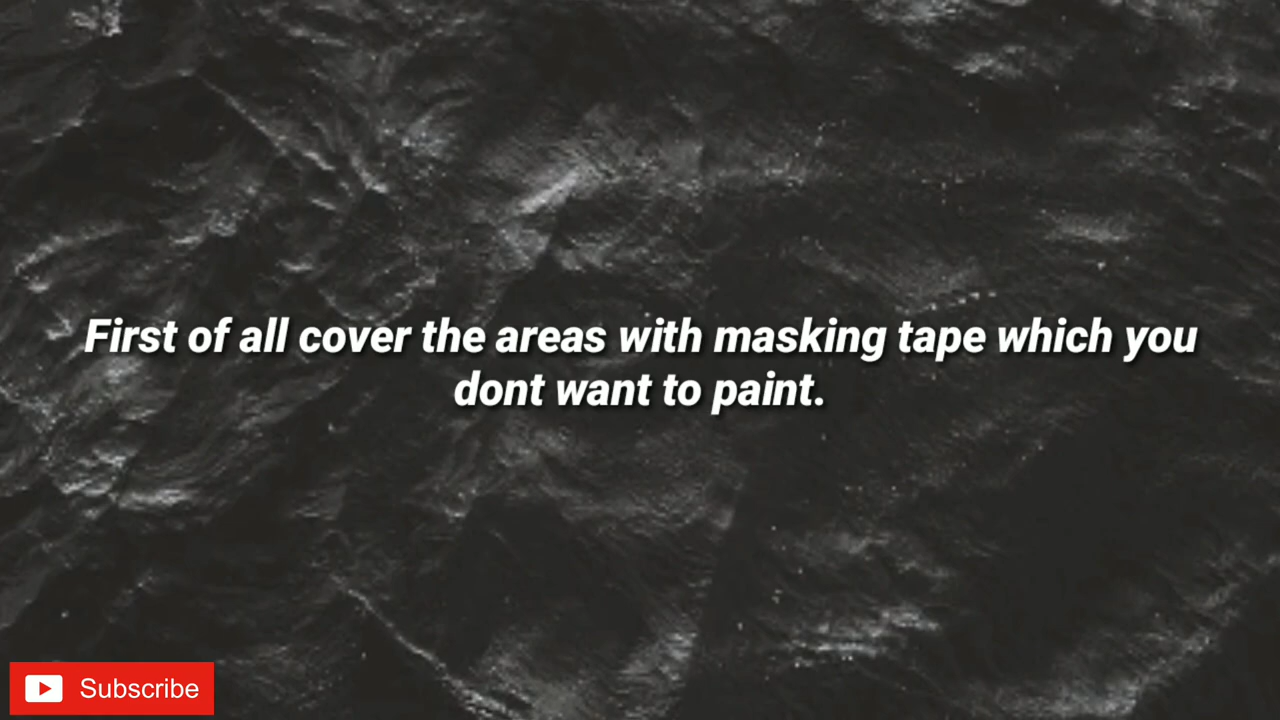 First of all cover the areas with masking tape which you
dont want to paint.
Subscribe